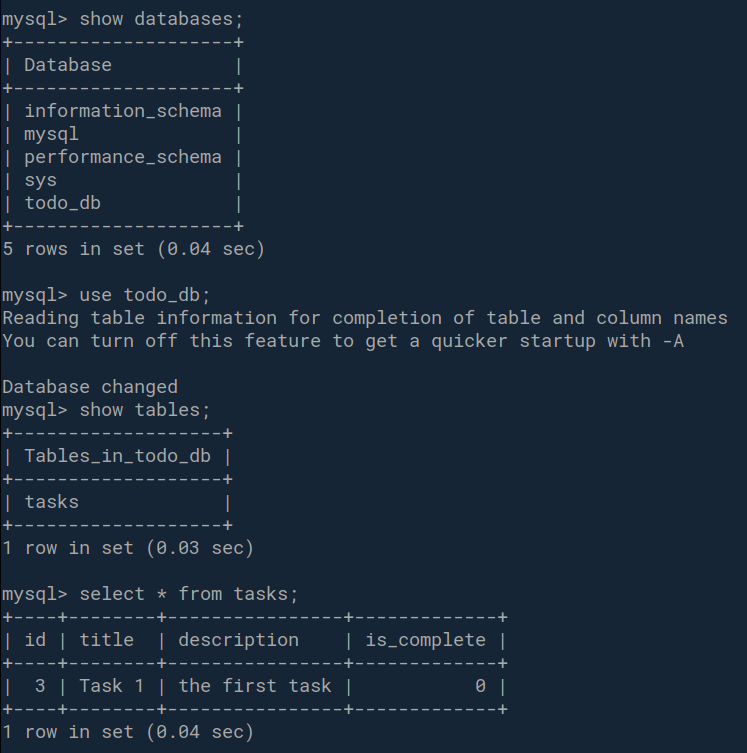 mysql> show databases;
+--------------------+
| Database           |
+--------------------+
| information_schema |
| mysql              |
| performance_schema |
| sys                |
| todo_db            |
+--------------------+
5 rows in set (0.04 sec)

mysql> use todo_db;
Reading table information for completion of table and column names
You can turn off this feature to get a quicker startup with -A

Database changed
mysql> show tables;
+-------------------+
| Tables_in_todo_db |
+-------------------+
| tasks             |
+-------------------+
1 row in set (0.03 sec)

mysql> select * from tasks;
+----+--------+----------------+-------------+
| id | title  | description    | is_complete |
+----+--------+----------------+-------------+
|  3 | Task 1 | the first task |           0 |
+----+--------+----------------+-------------+
1 row in set (0.04 sec)